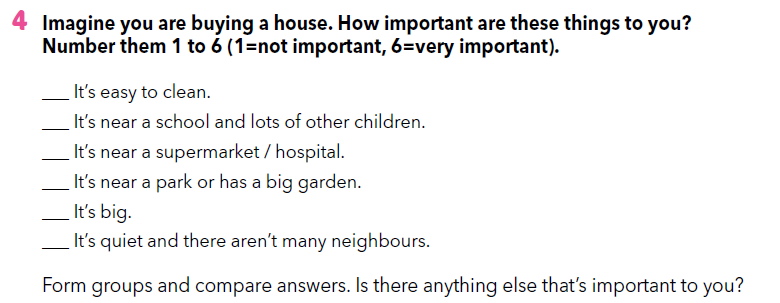 4 Imagine you are buying a house. How important are these things to you?
Number them 1 to 6 (1=not important, 6=very important).
___ It's easy to clean.
___ It's near a school and lots of other children.
___ It's near a supermarket / hospital.
___ It's near a park or has a big garden.
___ It's big.
___ It's quiet and there aren't many neighbours.
Form groups and compare answers. Is there anything else that's important to you?